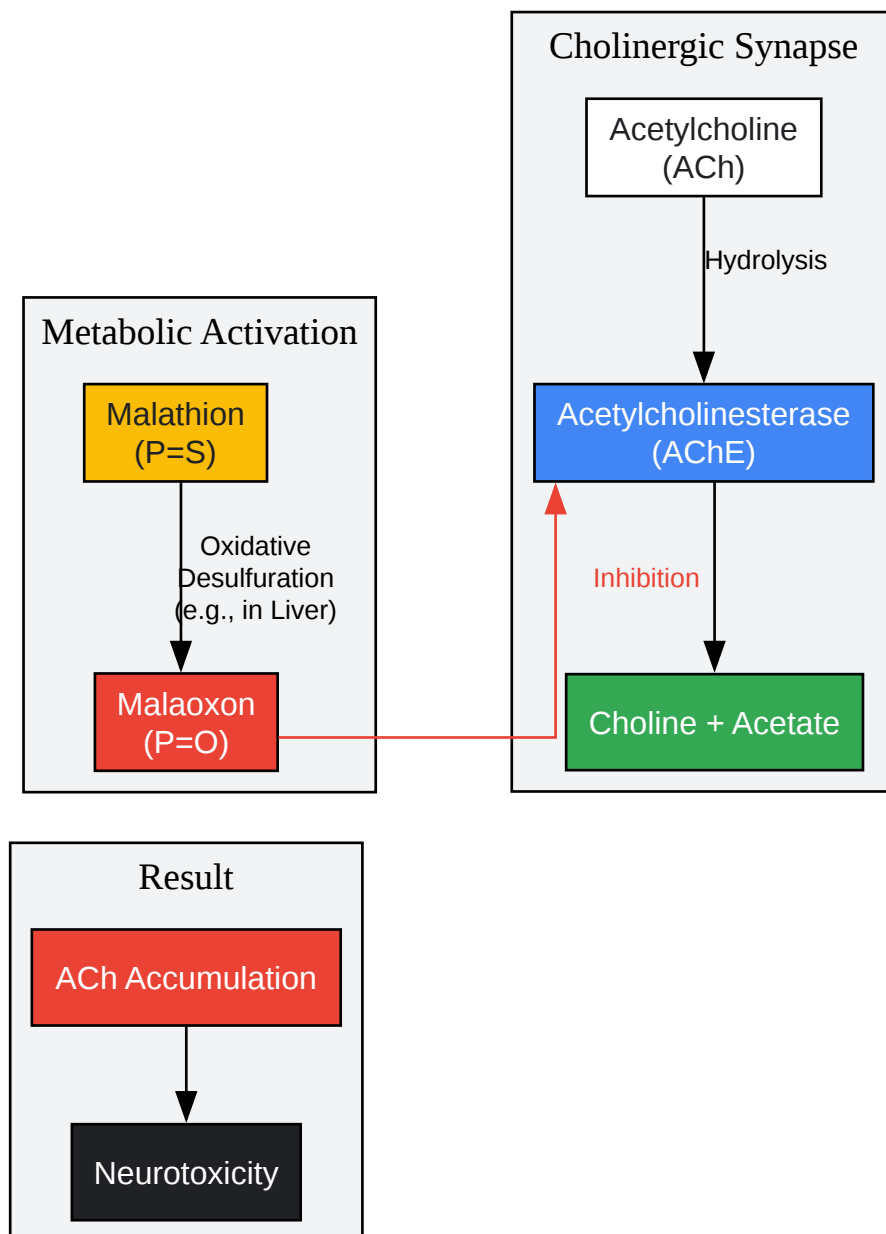 Cholinergic Synapse
Acetylcholine
(ACh)
Hydrolysis
Metabolic Activation
Malathion
(P=S)
Acetylcholinesterase
(AChE)
Oxidative
Desulfuration
(e.g., in Liver)
Inhibition
Malaoxon
(P=O)
Choline + Acetate
Result
ACh Accumulation
Neurotoxicity